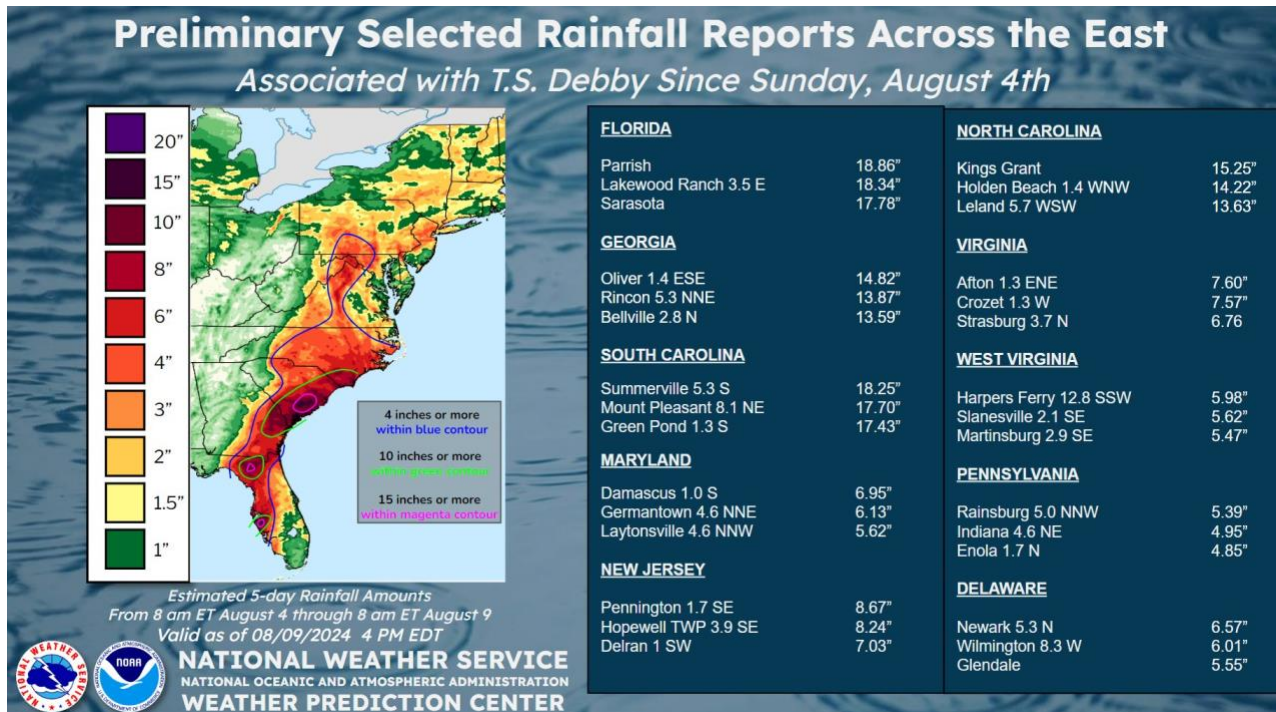 Preliminary Selected Rainfall Reports Across the East
Associated with T.S. Debby Since Sunday, August 4th
20”
15”
10”
8”
6”
4”
3”
2”
1.5”
1”
4 inches or more
within blue contour
10 inches or more
within green contour
15 inches or more
within magenta contour
Estimated 5-day Rainfall Amounts
From 8 am ET August 4 through 8 am ET August 9
Valid as of 08/09/2024 4 PM EDT
NATIONAL WEATHER SERVICE
NOAA
NATIONAL WEATHER SERVICE
NATIONAL OCEANIC AND ATMOSPHERIC ADMINISTRATION
WEATHER PREDICTION CENTER
FLORIDA
Parrish 18.86”
Lakewood Ranch 3.5 E 18.34”
Sarasota 17.78”
GEORGIA
Oliver 1.4 ESE 14.82”
Rincon 5.3 NNE 13.87”
Bellville 2.8 N 13.59”
SOUTH CAROLINA
Summerville 5.3 S 18.25”
Mount Pleasant 8.1 NE 17.70”
Green Pond 1.3 S 17.43”
MARYLAND
Damascus 1.0 S 6.95”
Germantown 4.6 NNE 6.13”
Laytonsville 4.6 NNW 5.62”
NEW JERSEY
Pennington 1.7 SE 8.67”
Hopewell TWP 3.9 SE 8.24”
Delran 1 SW 7.03”
NORTH CAROLINA
Kings Grant 15.25”
Holden Beach 1.4 WNW 14.22”
Leland 5.7 WSW 13.63”
VIRGINIA
Afton 1.3 ENE 7.60”
Crozet 1.3 W 7.57”
Strasburg 3.7 N 6.76
WEST VIRGINIA
Harpers Ferry 12.8 SSW 5.98”
Slanesville 2.1 SE 5.62”
Martinsburg 2.9 SE 5.47”
PENNSYLVANIA
Rainsburg 5.0 NNW 5.39”
Indiana 4.6 NE 4.95”
Enola 1.7 N 4.85”
DELAWARE
Newark 5.3 N 6.57”
Wilmington 8.3 W 6.01”
Glendale 5.55”